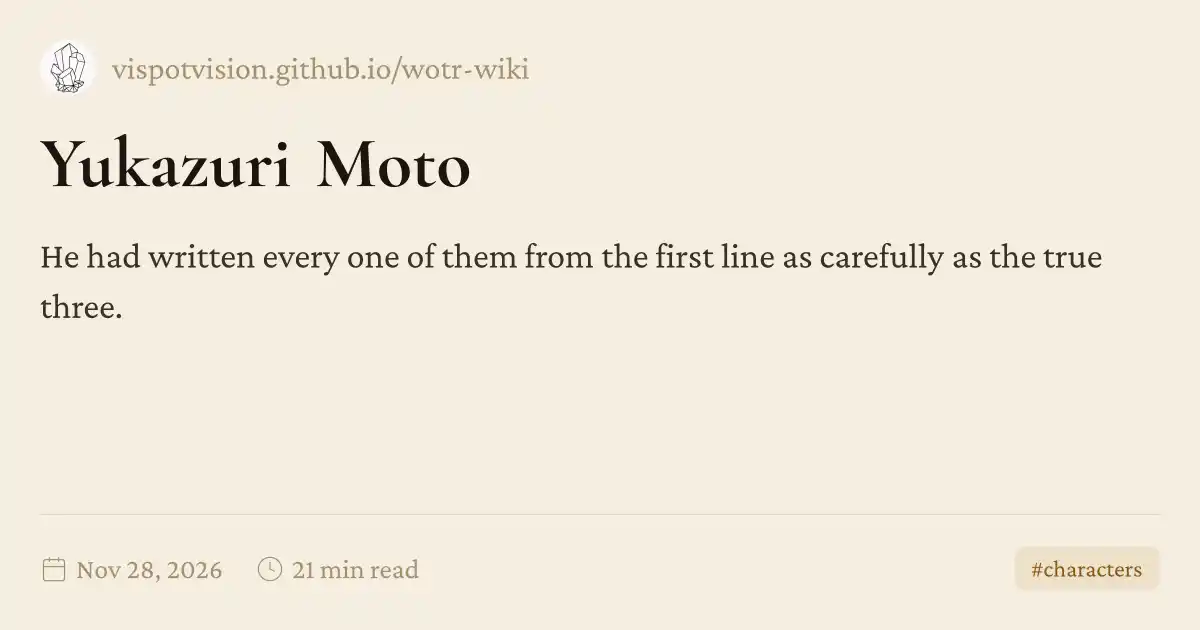 vispotvision.github.io/wotr-wiki
Yukazuri Moto
He had written every one of them from the first line as carefully as the true
three.
Nov 28, 2026 21 min read #characters